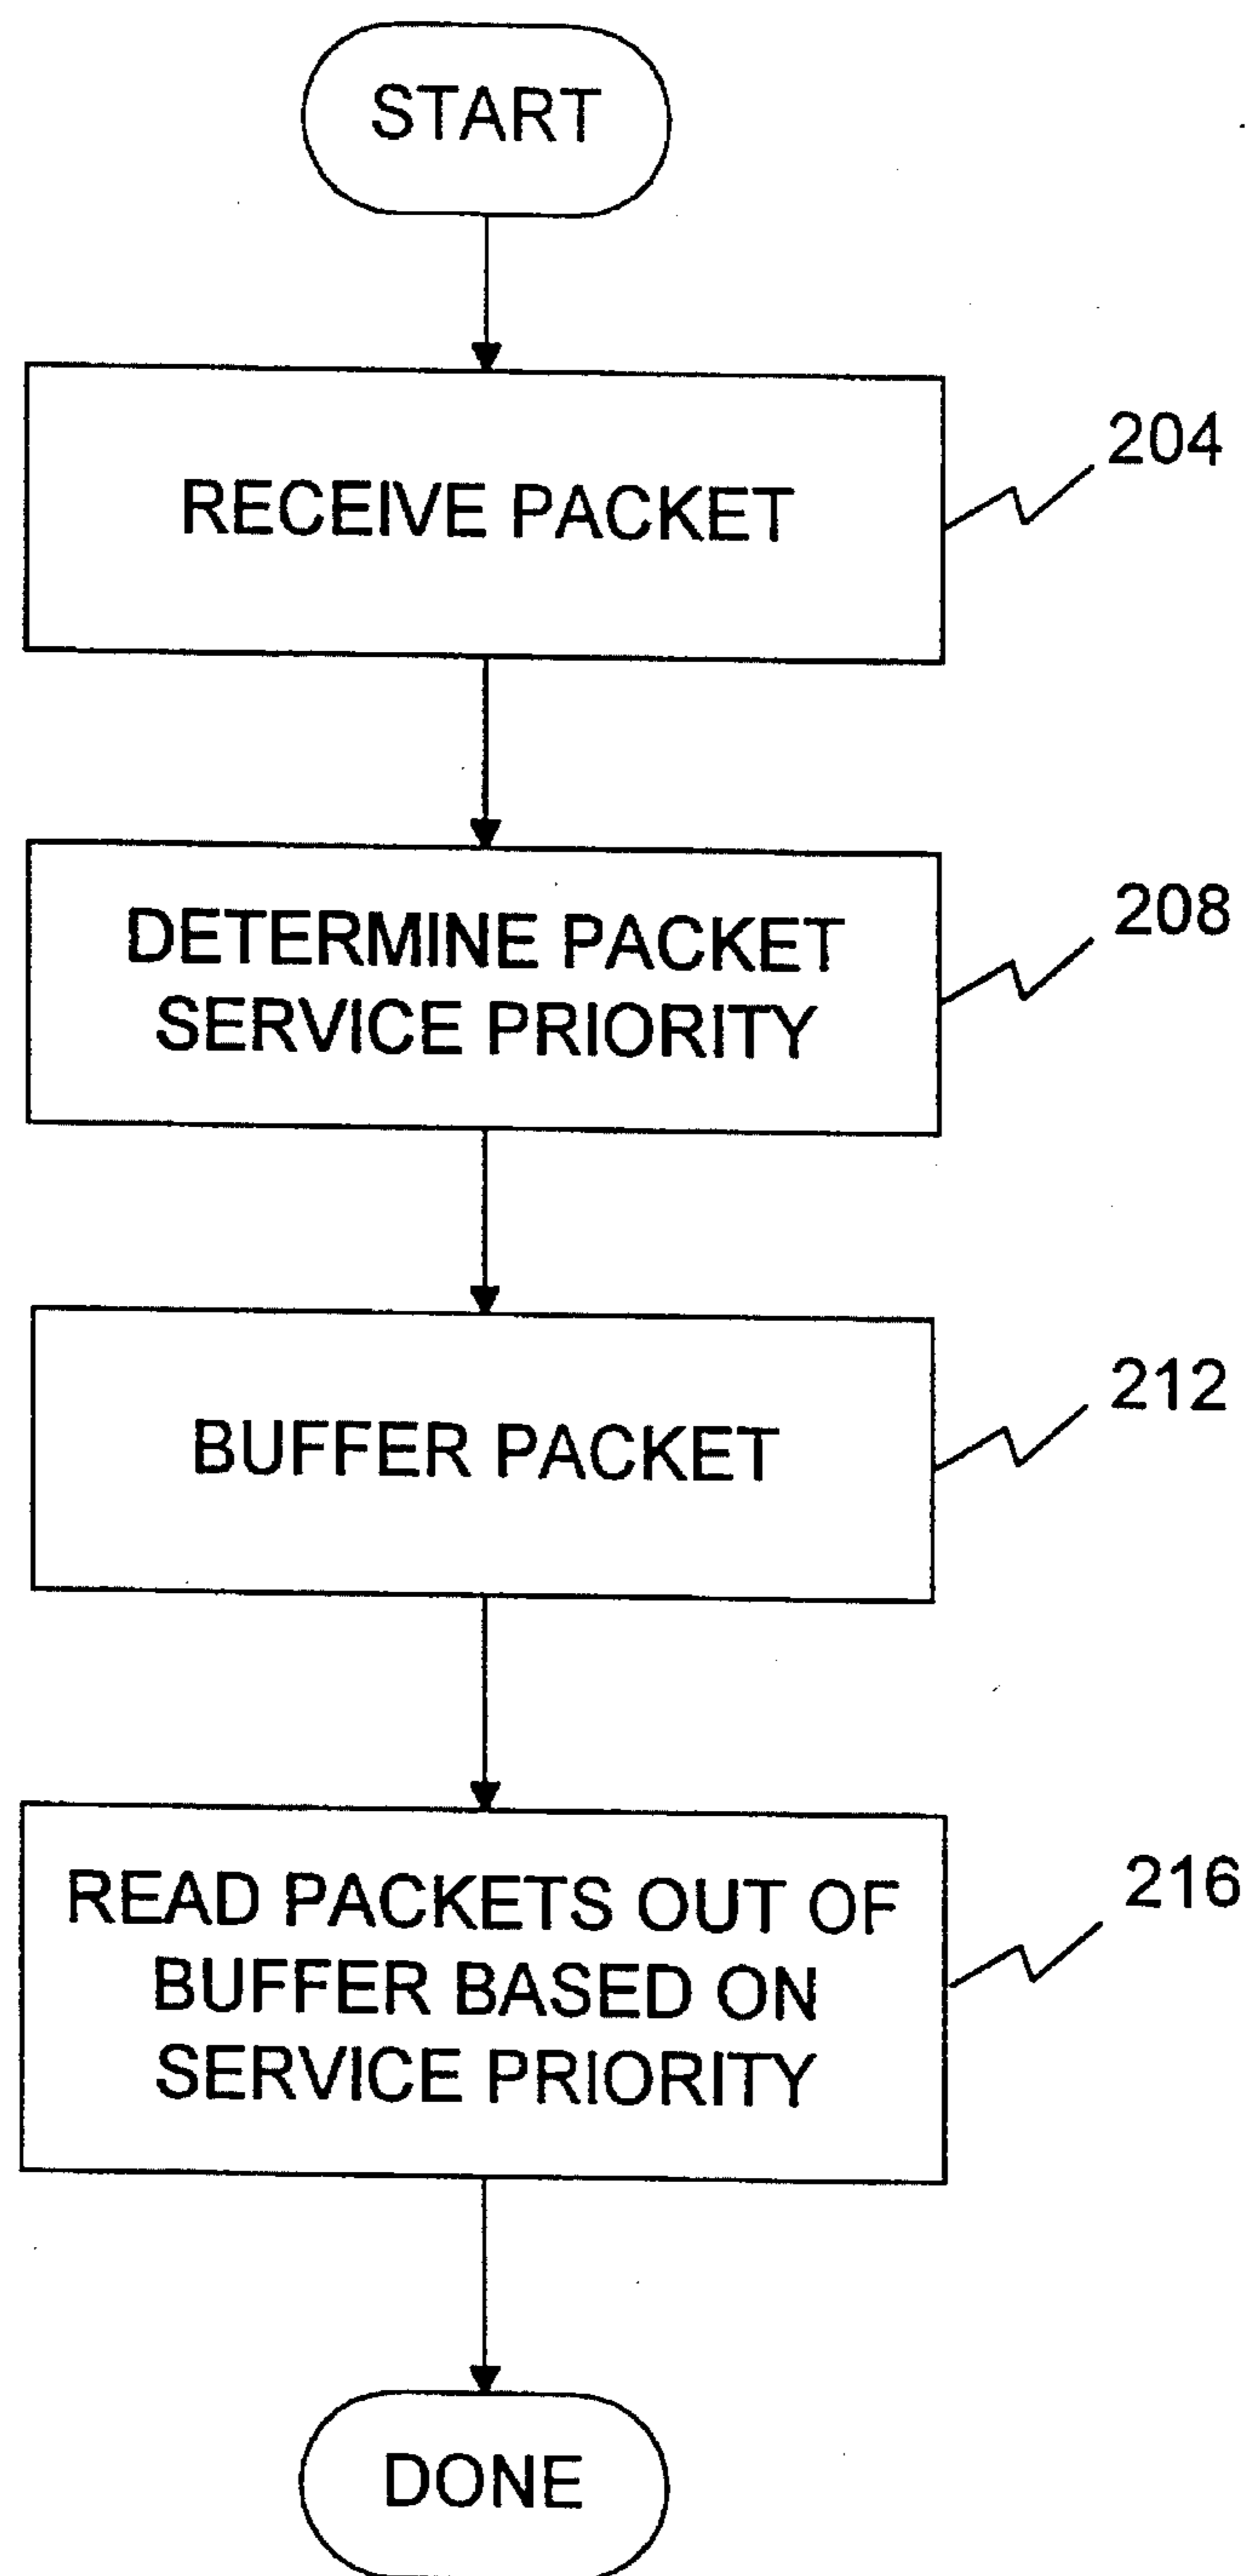 START
RECEIVE PACKET
204
DETERMINE PACKET
SERVICE PRIORITY
208
BUFFER PACKET
212
READ PACKETS OUT OF
BUFFER BASED ON
SERVICE PRIORITY
216
DONE